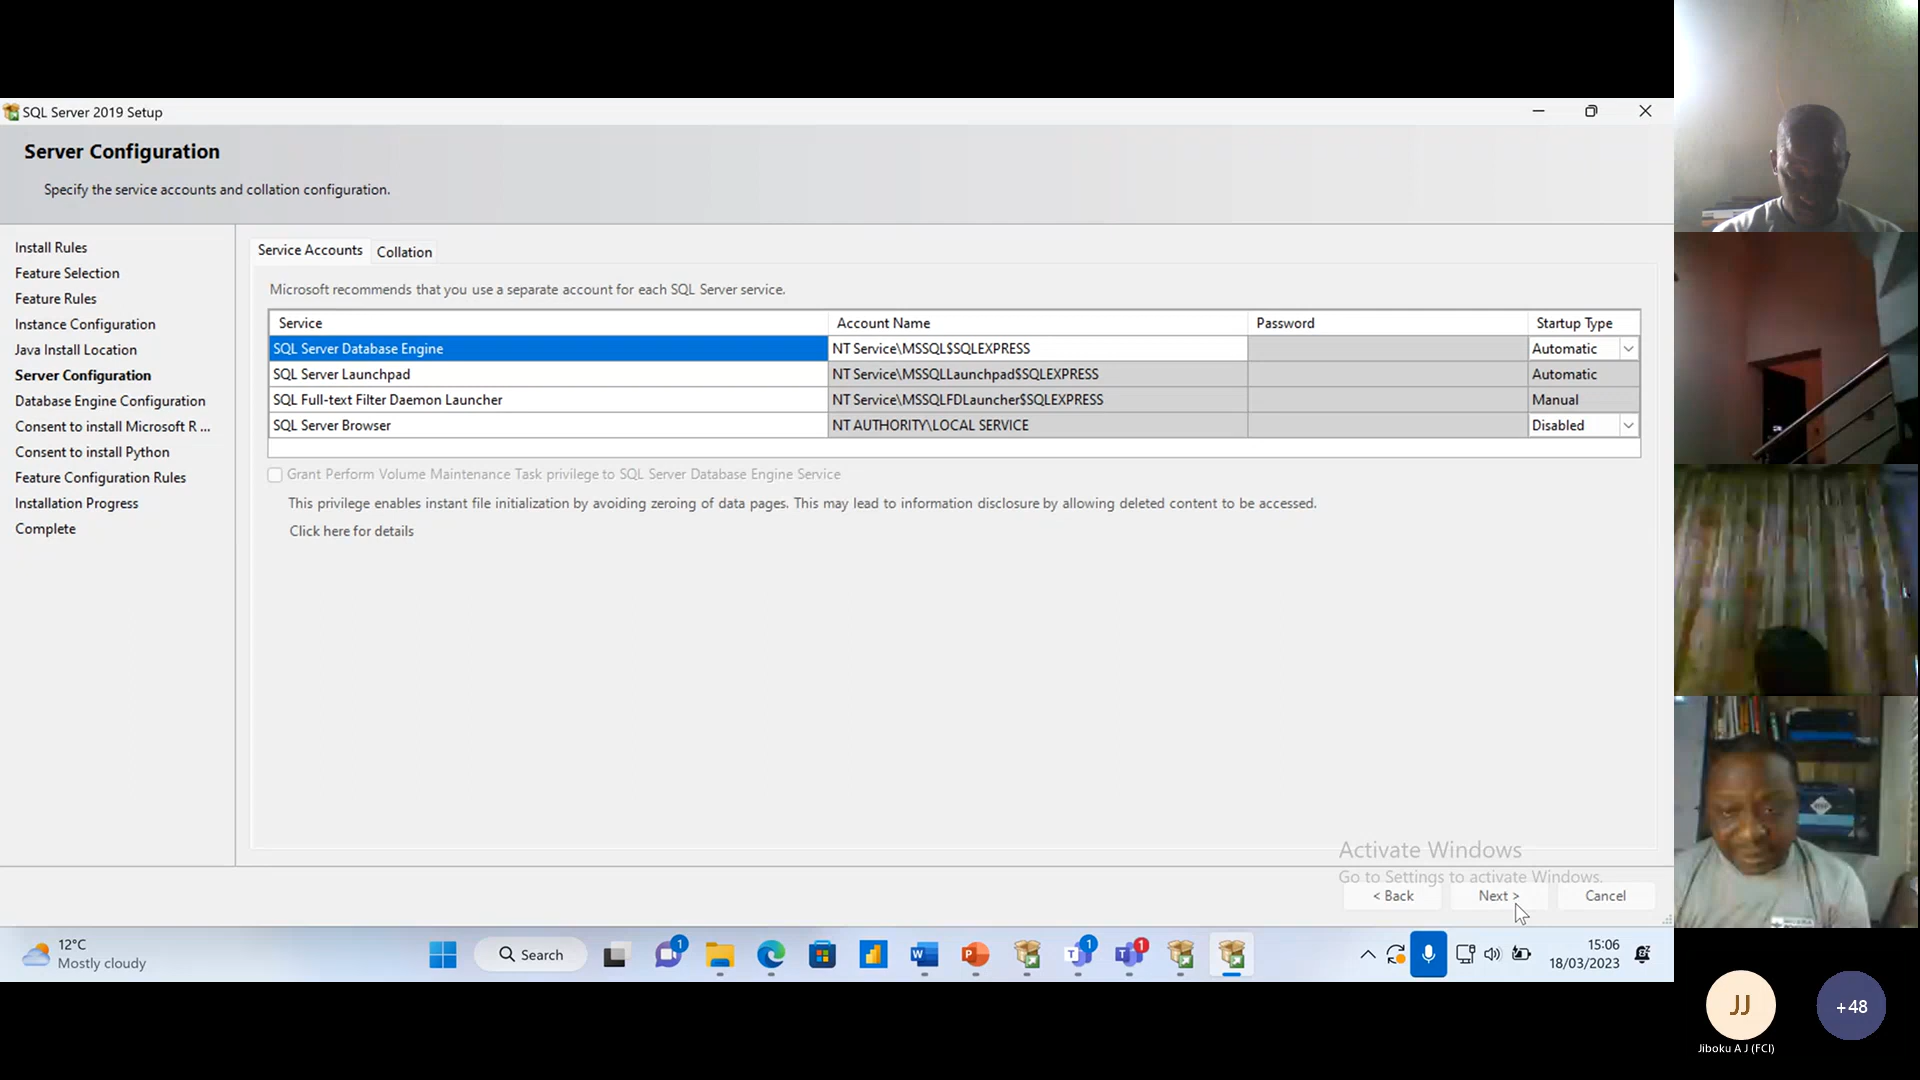 SQL Server 2019 Setup
Server Configuration
Specify the service accounts and collation configuration.
Install Rules
Feature Selection
Feature Rules
Instance Configuration
Java Install Location
Server Configuration
Database Engine Configuration
Consent to install Microsoft R ...
Consent to install Python
Feature Configuration Rules
Installation Progress
Complete
Service Accounts Collation
Microsoft recommends that you use a separate account for each SQL Server service.
Service Account Name Password Startup Type
SQL Server Database Engine NT Service\MSSQL$SQLEXPRESS Automatic
SQL Server Launchpad NT Service\MSSQLLaunchpad$SQLEXPRESS Automatic
SQL Full-text Filter Daemon Launcher NT Service\MSSQLFDLauncher$SQLEXPRESS Manual
SQL Server Browser NT AUTHORITY\LOCAL SERVICE Disabled
Grant Perform Volume Maintenance Task privilege to SQL Server Database Engine Service
This privilege enables instant file initialization by avoiding zeroing of data pages. This may lead to information disclosure by allowing deleted content to be accessed.
Click here for details
Activate Windows
Go to Settings to activate Windows.
< Back Next > Cancel
12°C
Mostly cloudy
Search
1
1
1
15:06
18/03/2023
JJ
+48
Jiboku A J (FCI)